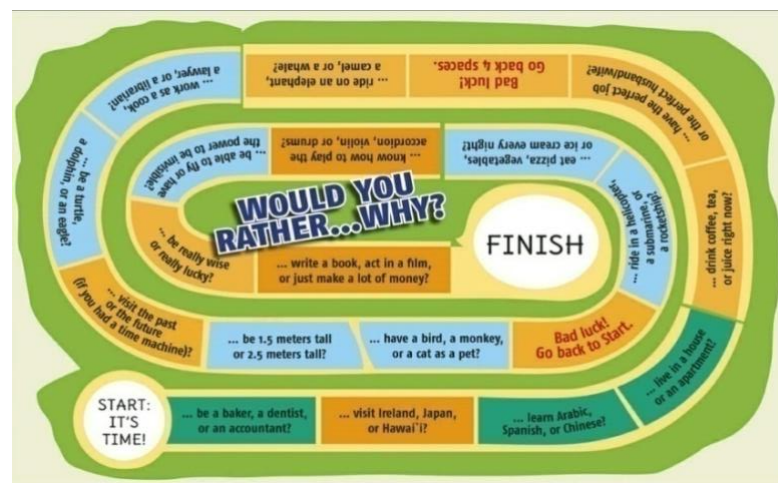 WOULD YOU
RATHER...WHY?
START:
IT'S
TIME!
... be a baker, a dentist,
or an accountant?
... visit Ireland, Japan,
or Hawai'i?
... learn Arabic,
Spanish, or Chinese?
... live in a house
or an apartment?
... drink coffee, tea,
or juice right now?
... have the perfect job
or the perfect husband/wife?
Bad luck!
Go back 4 spaces.
... ride on an elephant,
a camel, or a whale?
... work as a cook,
a lawyer, or a librarian?
... be a turtle,
a dolphin, or an eagle?
... visit the past
or the future
(if you had a time machine)?
... be 1.5 meters tall
or 2.5 meters tall?
... have a bird, a monkey,
or a cat as a pet?
Bad luck!
Go back to Start.
... ride in a helicopter,
a submarine, or
a rocketship?
... eat pizza, vegetables,
or ice cream every night?
... know how to play the
accordion, violin, or drums?
... be able to fly or have
the power to be invisible?
... be really wise
or really lucky?
... write a book, act in a film,
or just make a lot of money?
FINISH